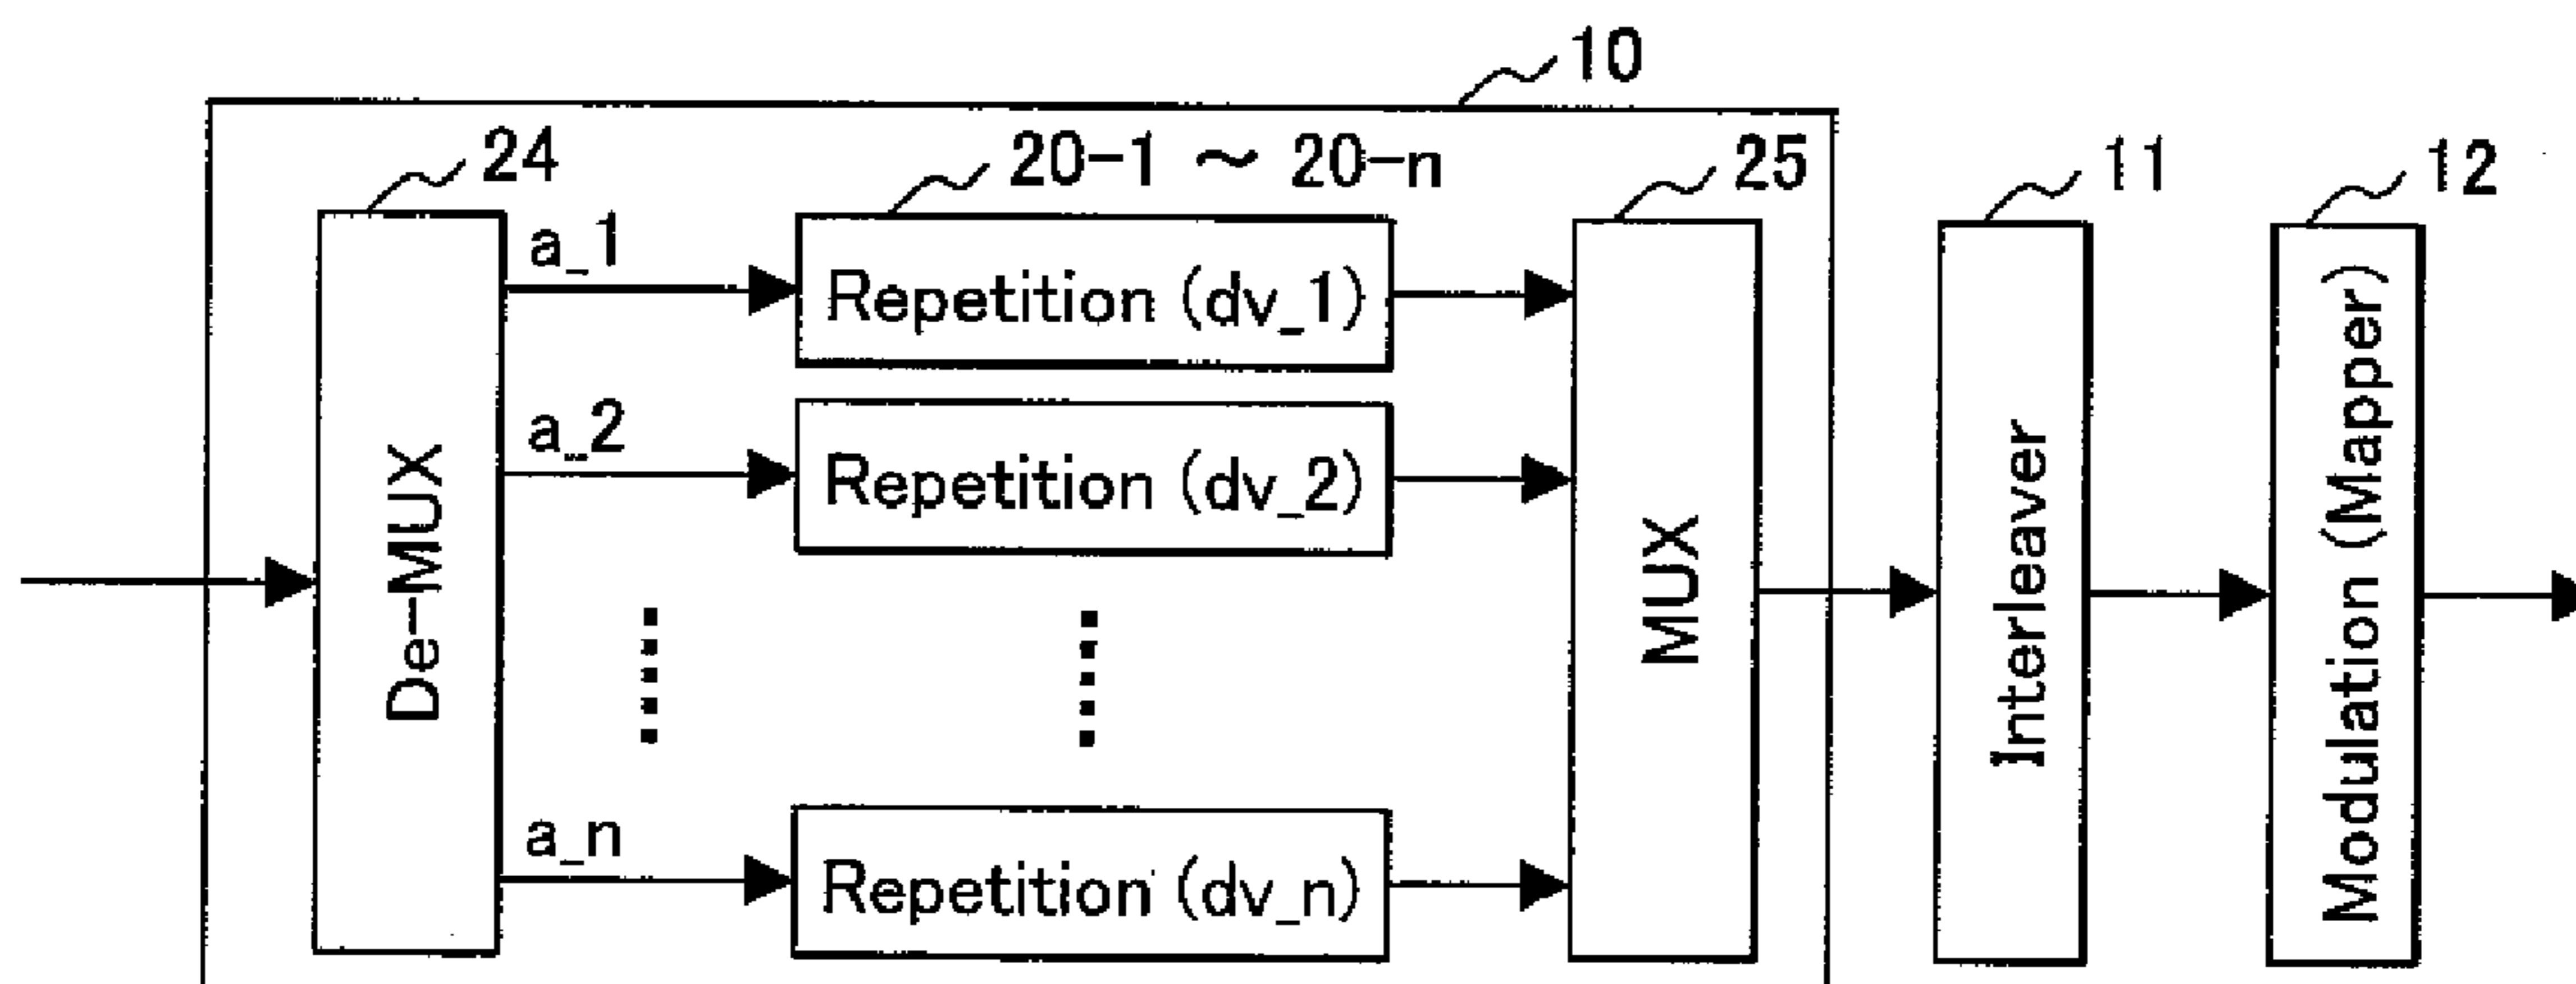 10
24
20-1 ~ 20-n
25
11
12
a_1
Repetition (dv_1)
a_2
Repetition (dv_2)
De-MUX
MUX
Interleaver
Modulation (Mapper)
a_n
Repetition (dv_n)